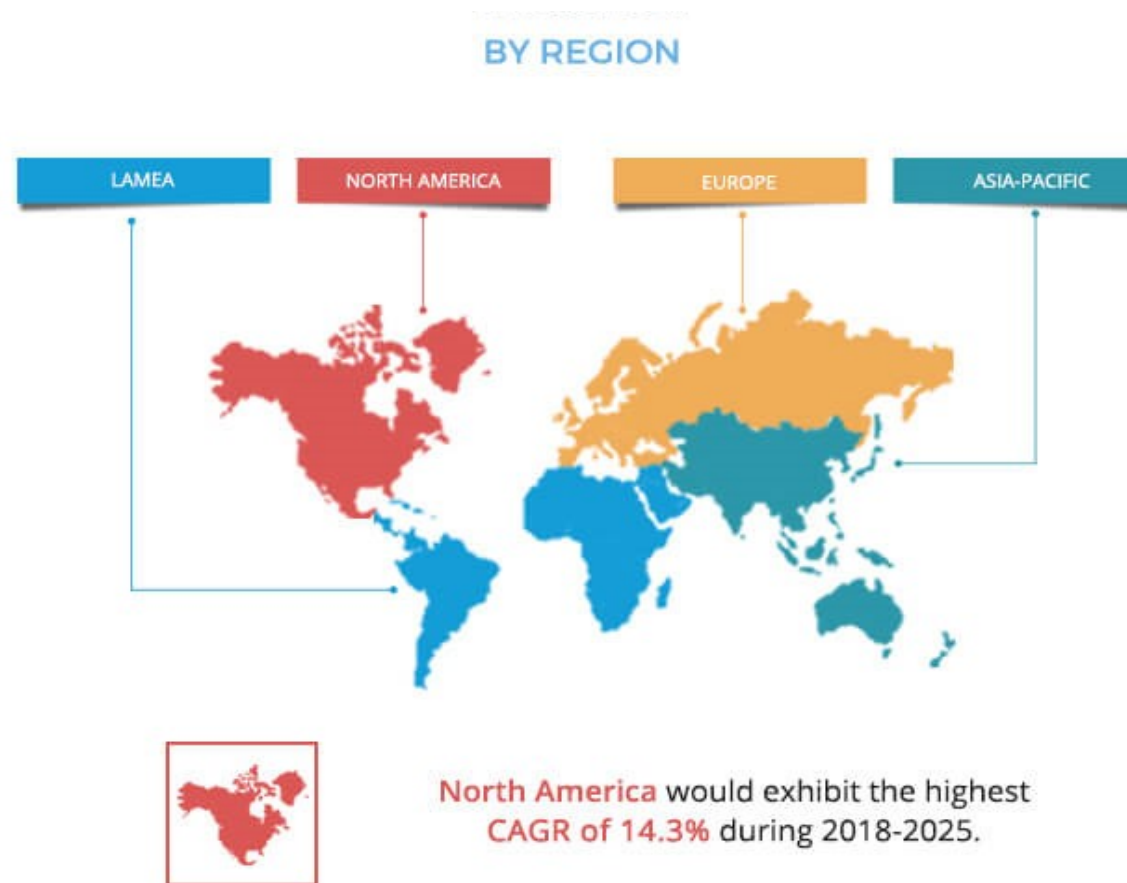 BY REGION
LAMEA
NORTH AMERICA
EUROPE
ASIA-PACIFIC
North America would exhibit the highest
CAGR of 14.3% during 2018-2025.